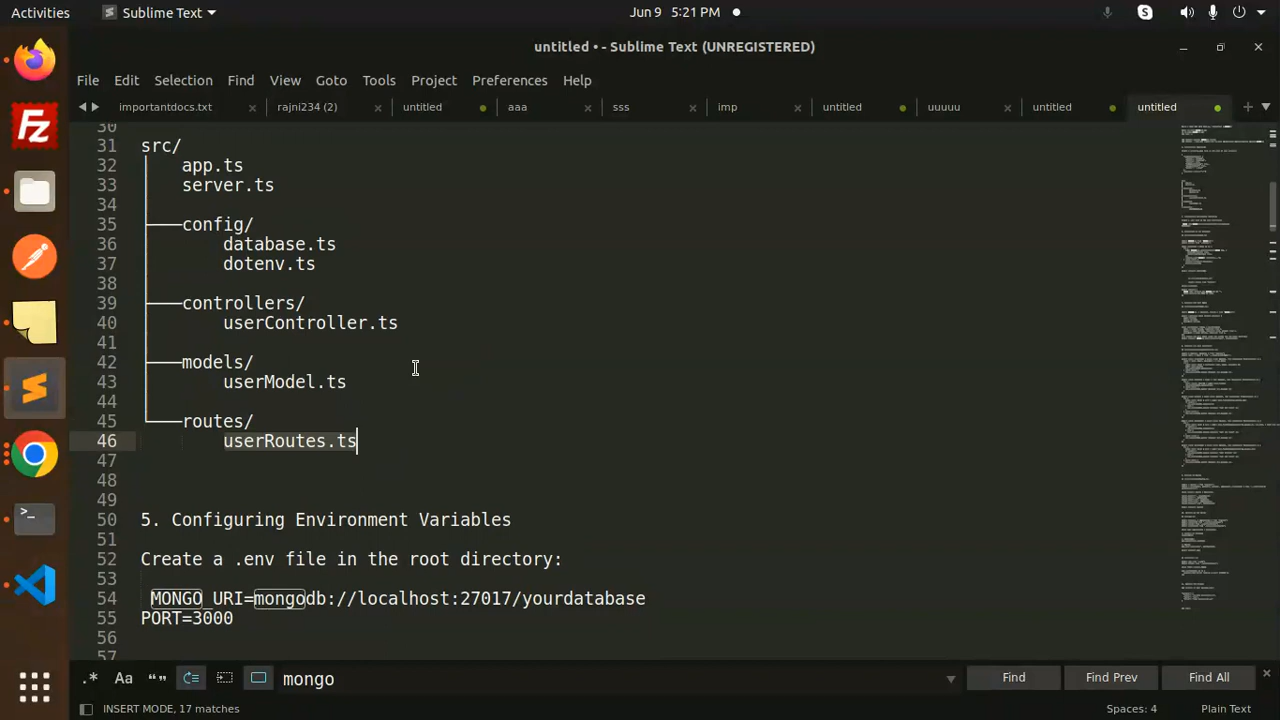 Activities
Sublime Text
Jun 9 5:21 PM
untitled • - Sublime Text (UNREGISTERED)
File Edit Selection Find View Goto Tools Project Preferences Help
importantdocs.txt rajni234 (2) untitled aaa sss imp untitled uuuuu untitled untitled
30
31 src/
32 app.ts
33 server.ts
34
35 config/
36 database.ts
37 dotenv.ts
38
39 controllers/
40 userController.ts
41
42 models/
43 userModel.ts
44
45 routes/
46 userRoutes.ts
47
48
49
50 5. Configuring Environment Variables
51
52 Create a .env file in the root directory:
53
54 MONGO_URI=mongodb://localhost:27017/yourdatabase
55 PORT=3000
56
57
.* Aa “” mongo Find Find Prev Find All
INSERT MODE, 17 matches Spaces: 4 Plain Text